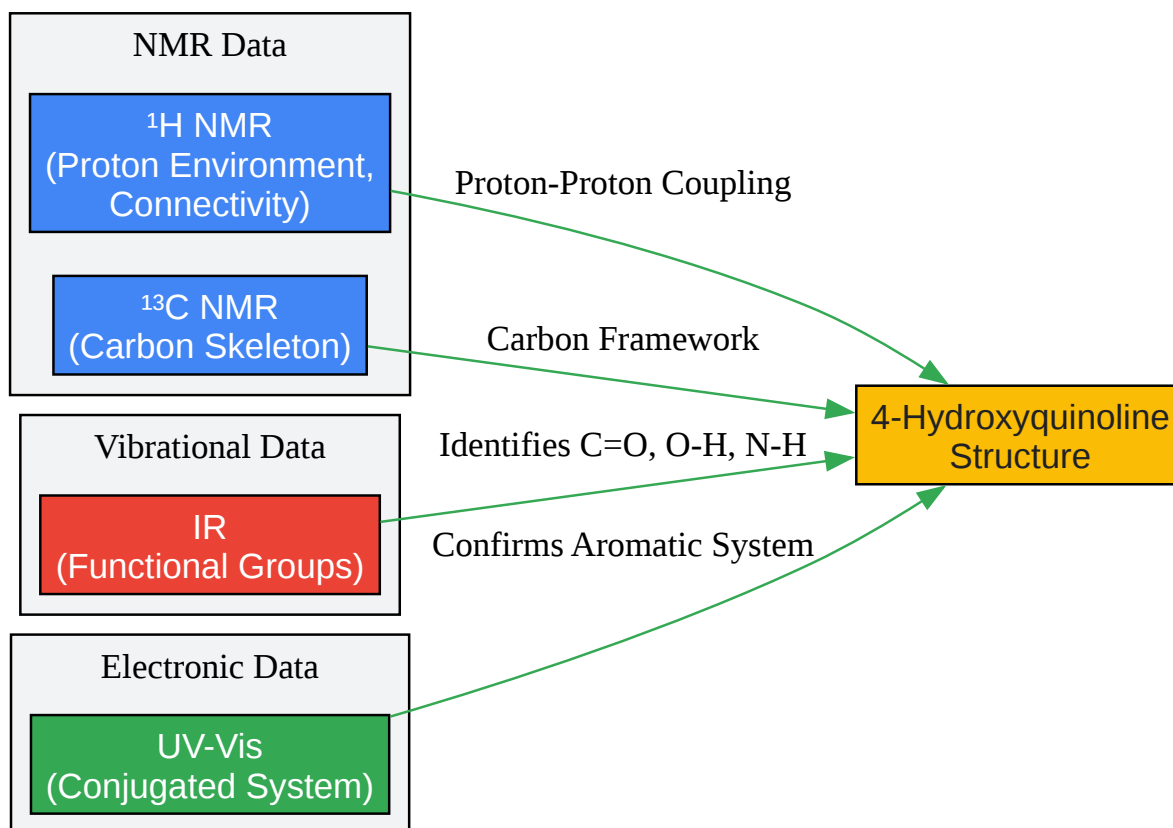 NMR Data
¹H NMR
(Proton Environment,
Connectivity)
¹³C NMR
(Carbon Skeleton)
Proton-Proton Coupling
Carbon Framework
Vibrational Data
IR
(Functional Groups)
Identifies C=O, O-H, N-H
Confirms Aromatic System
Electronic Data
UV-Vis
(Conjugated System)
4-Hydroxyquinoline
Structure